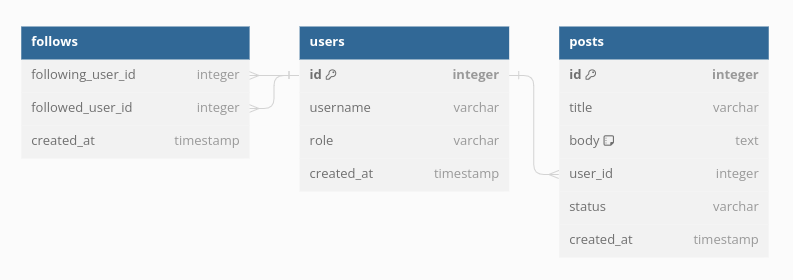 follows
following_user_id integer
followed_user_id integer
created_at timestamp
users
id integer
username varchar
role varchar
created_at timestamp
posts
id integer
title varchar
body text
user_id integer
status varchar
created_at timestamp